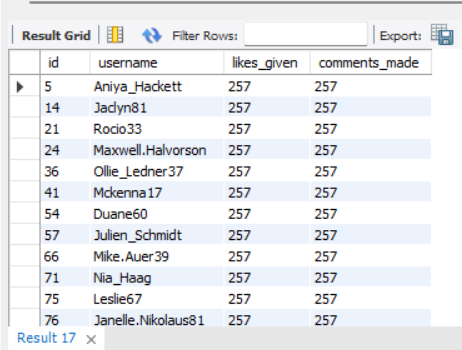 Result Grid Filter Rows: Export:
id username likes_given comments_made
5 Aniya_Hackett 257 257
14 Jaclyn81 257 257
21 Rocio33 257 257
24 Maxwell.Halvorson 257 257
36 Ollie_Ledner37 257 257
41 Mckenna17 257 257
54 Duane60 257 257
57 Julien_Schmidt 257 257
66 Mike.Auer39 257 257
71 Nia_Haag 257 257
75 Leslie67 257 257
76 Janelle.Nikolaus81 257 257
Result 17